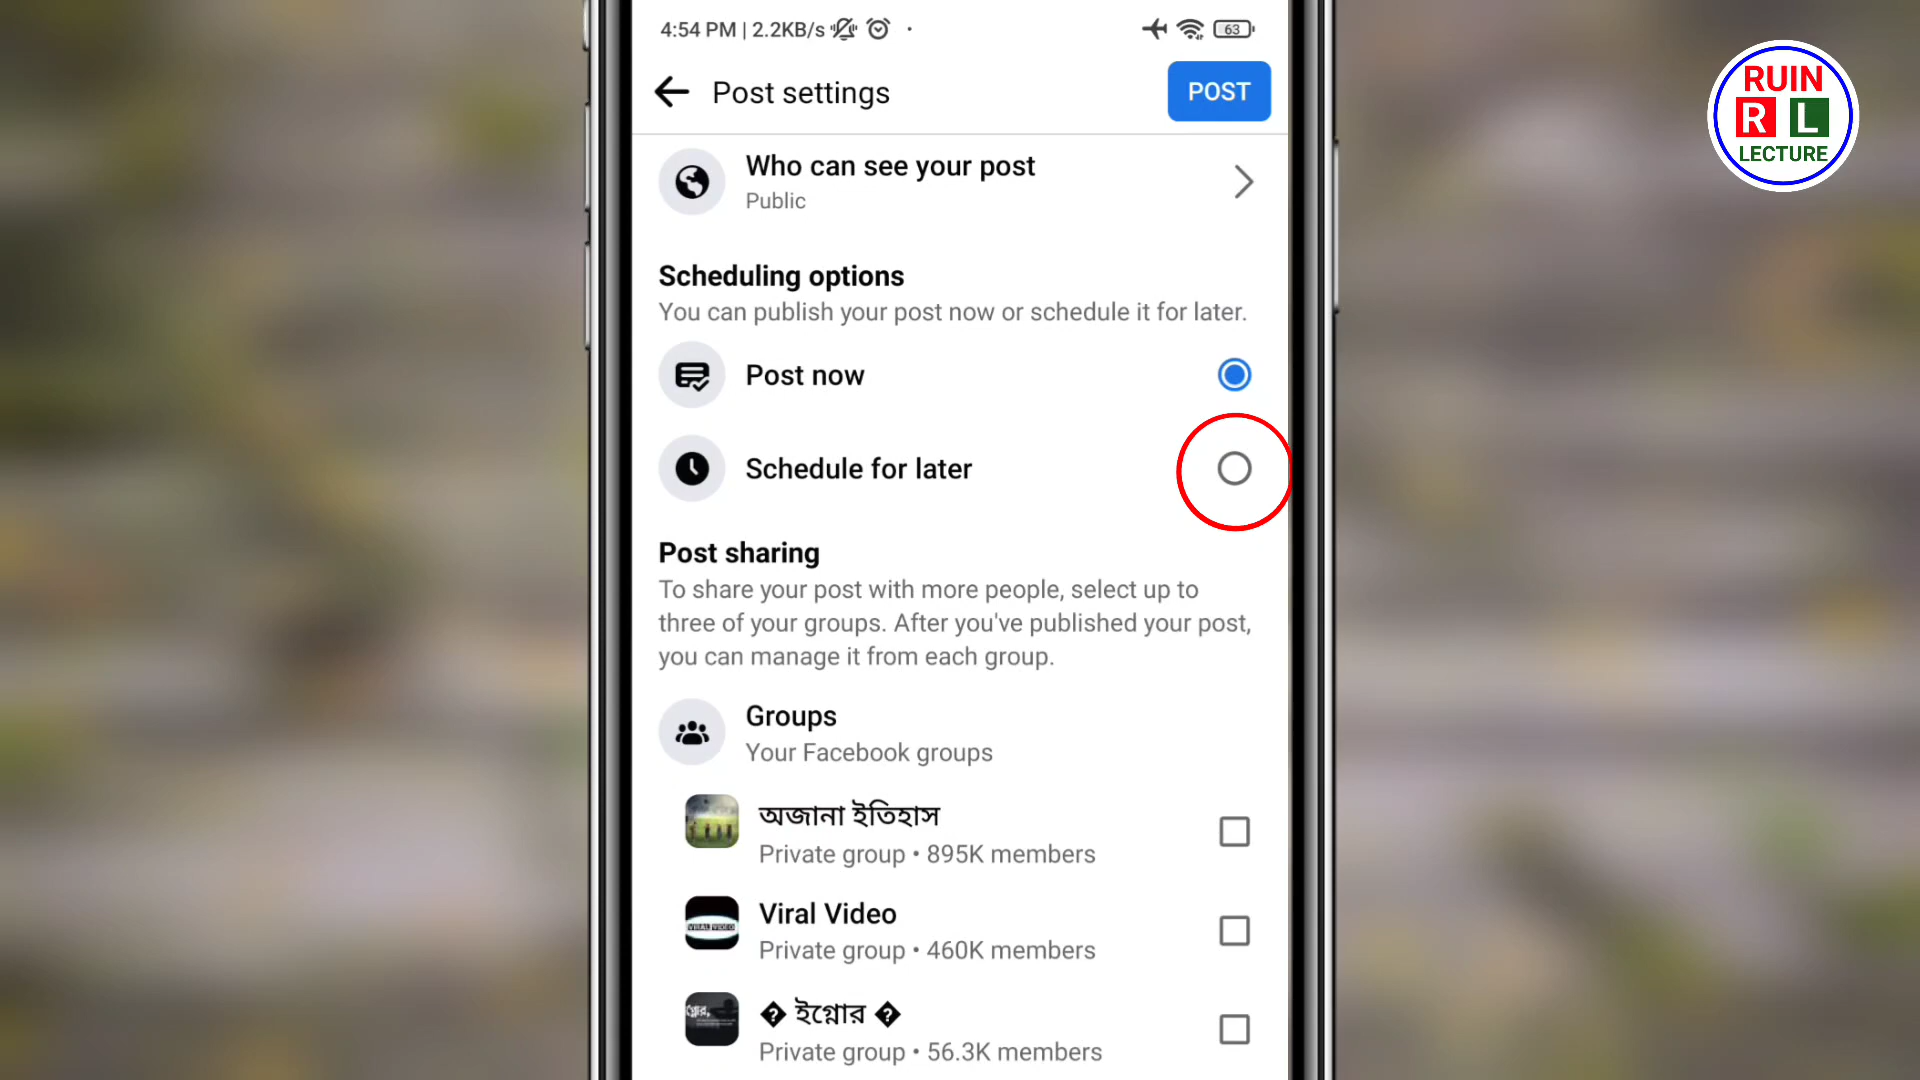 4:54 PM | 2.2KB/s
63
Post settings
POST
Who can see your post
Public
Scheduling options
You can publish your post now or schedule it for later.
Post now
Schedule for later
Post sharing
To share your post with more people, select up to
three of your groups. After you've published your post,
you can manage it from each group.
Groups
Your Facebook groups
অজানা ইতিহাস
Private group • 895K members
VIRAL VIDEO
Viral Video
Private group • 460K members
� ইগ্নোর �
Private group • 56.3K members
RUIN
R L
LECTURE